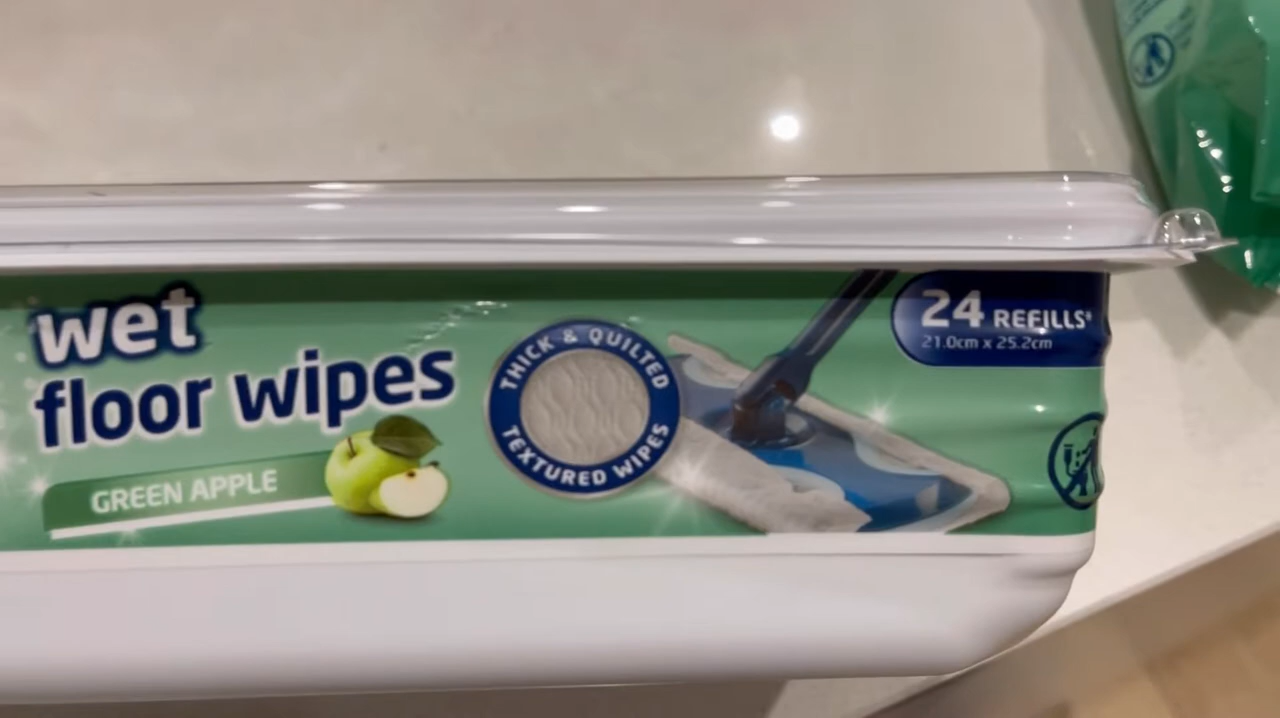 wet
floor wipes
GREEN APPLE
THICK & QUILTED
TEXTURED WIPES
24 REFILLS*
21.0cm x 25.2cm